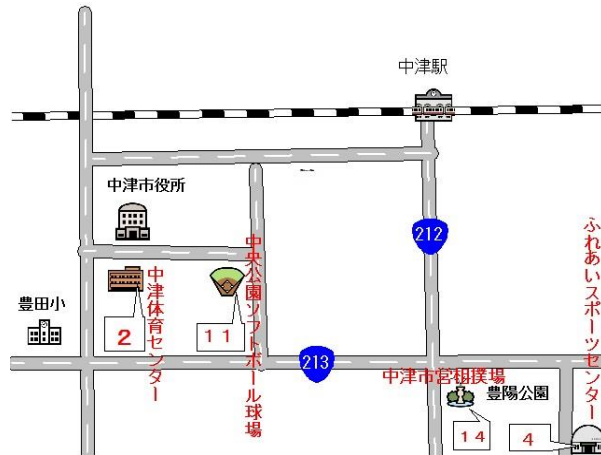 中津駅
中津市役所
212
ふれあいスポーツセンター
中央公園ソフトボール球場
中津体育センター
豊田小
2
11
213
中津市営相撲場
豊陽公園
14
4